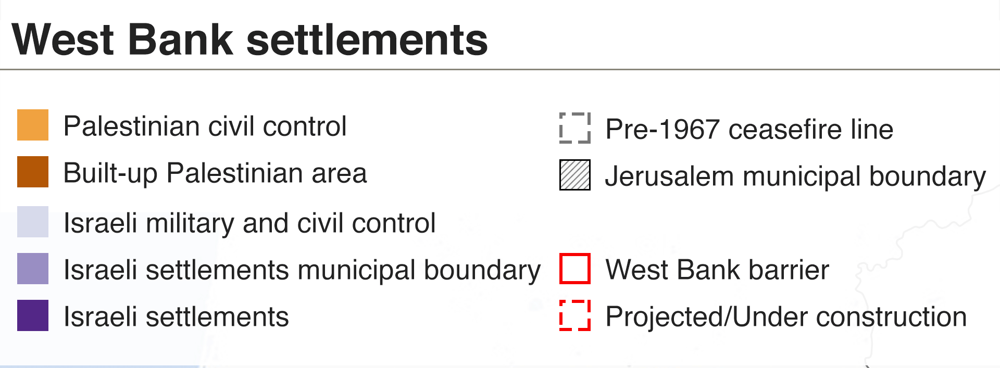 West Bank settlements
Palestinian civil control
Built-up Palestinian area
Israeli military and civil control
Israeli settlements municipal boundary
Israeli settlements
Pre-1967 ceasefire line
Jerusalem municipal boundary
West Bank barrier
Projected/Under construction